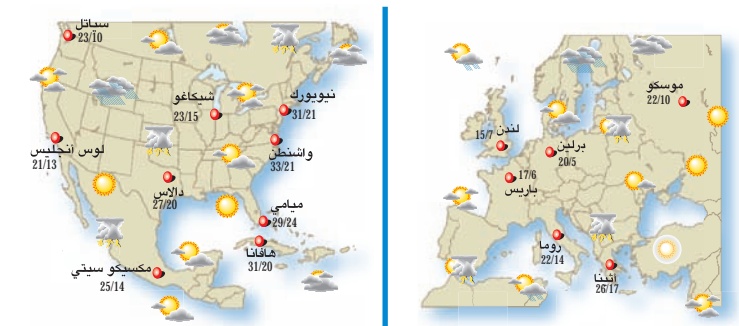 سياتل
23/10
شيكاغو
23/15
نيويورك
31/21
لوس أنجليس
21/13
واشنطن
33/21
دالاس
27/20
ميامي
29/24
هافانا
31/20
مكسيكو سيتي
25/14
موسكو
22/10
لندن
15/7
برلين
20/5
17/6
باريس
روما
22/14
أثينا
26/17